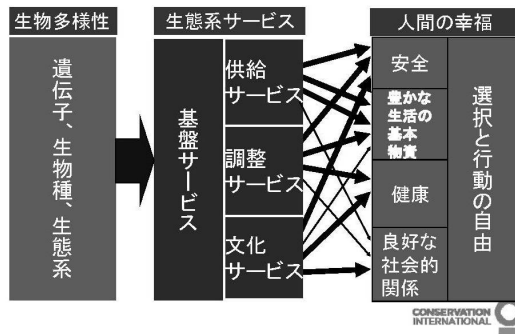 生物多様性
生態系サービス
人間の幸福
遺伝子、生物種、生態系
基盤サービス
供給
サービス
調整
サービス
文化
サービス
安全
豊かな
生活の
基本
物資
健康
良好な
社会的
関係
選択と行動の自由
CONSERVATION
INTERNATIONAL